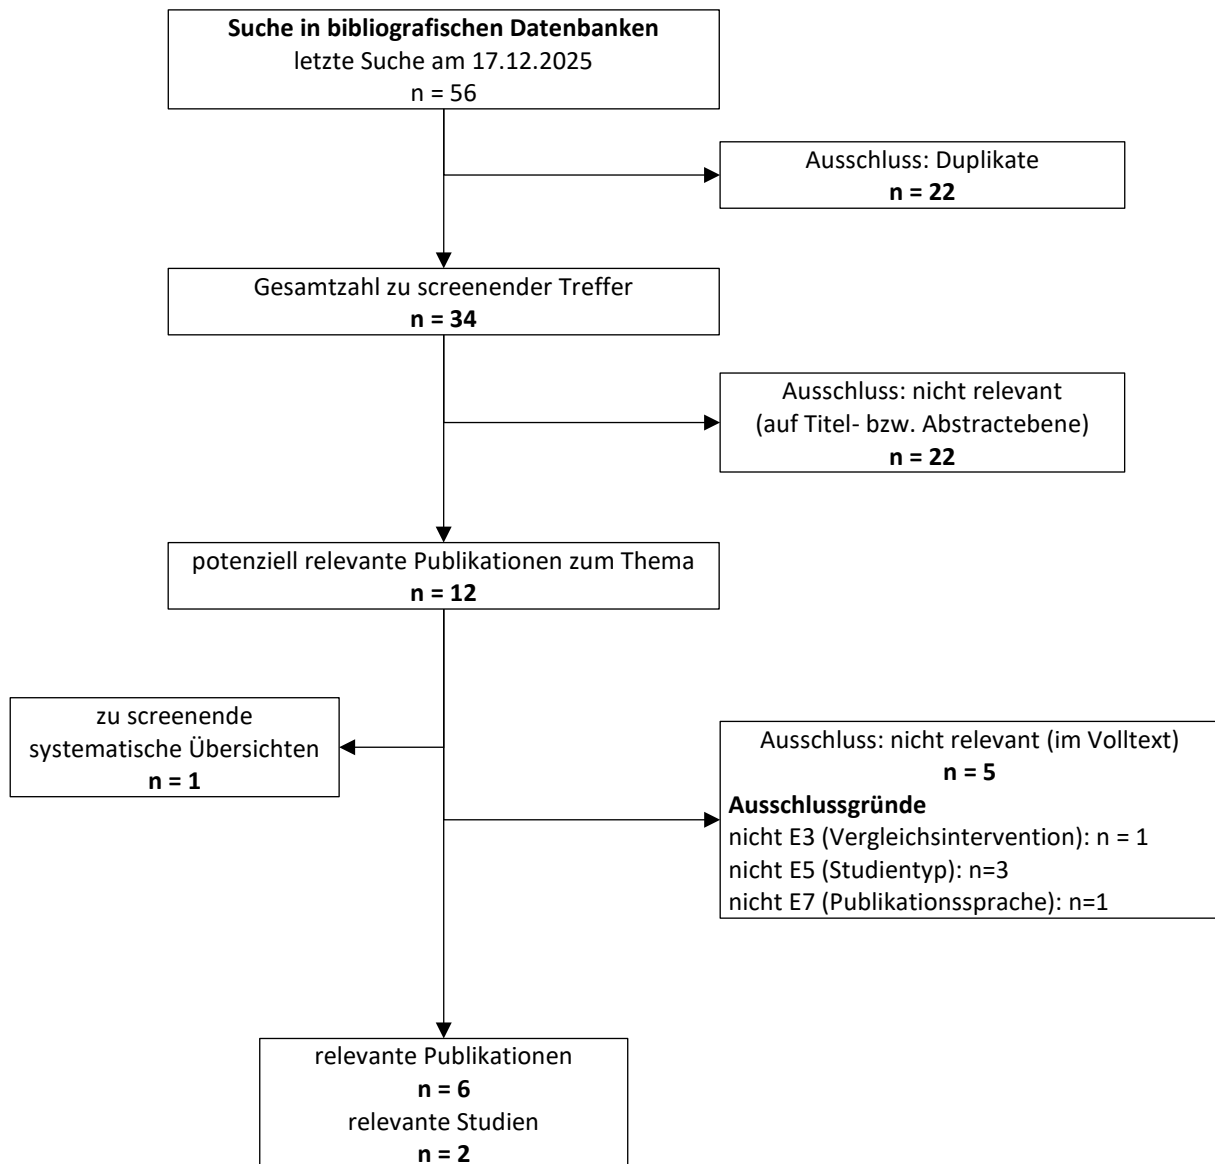 Suche in bibliografischen Datenbanken
letzte Suche am 17.12.2025
n = 56
Ausschluss: Duplikate
n = 22
Gesamtzahl zu screenender Treffer
n = 34
Ausschluss: nicht relevant
(auf Titel- bzw. Abstractebene)
n = 22
potenziell relevante Publikationen zum Thema
n = 12
zu screenende
systematische Übersichten
n = 1
Ausschluss: nicht relevant (im Volltext)
n = 5
Ausschlussgründe
nicht E3 (Vergleichsintervention): n = 1
nicht E5 (Studientyp): n=3
nicht E7 (Publikationssprache): n=1
relevante Publikationen
n = 6
relevante Studien
n = 2